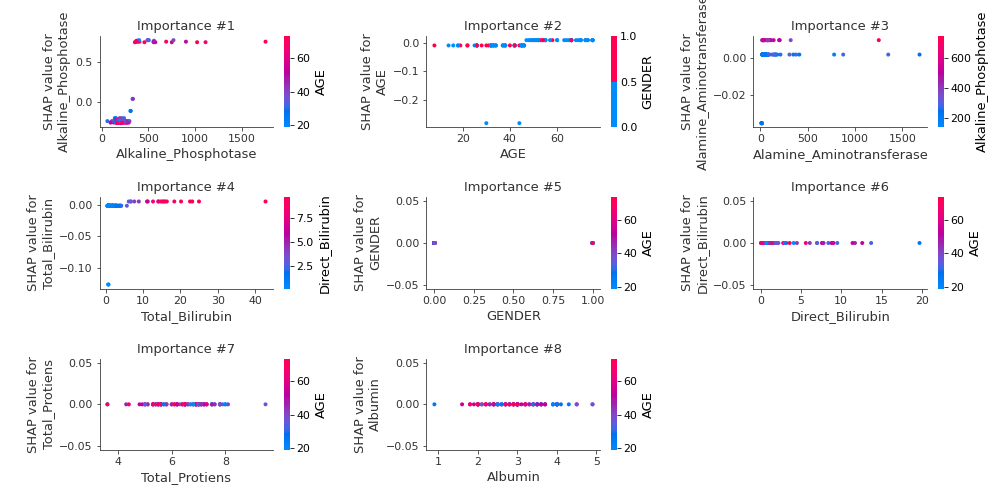 Importance #1
SHAP value for
Alkaline_Phosphotase
0.5
0.0
0
500
1000
1500
Alkaline_Phosphotase
60
40
20
AGE
Importance #2
SHAP value for
AGE
0.0
−0.1
−0.2
20
40
60
AGE
1.0
0.5
0.0
GENDER
Importance #3
SHAP value for
Alamine_Aminotransferase
0.00
−0.02
0
500
1000
1500
Alamine_Aminotransferase
600
400
200
Alkaline_Phosphotase
Importance #4
SHAP value for
Total_Bilirubin
0.00
−0.05
−0.10
0
10
20
30
40
Total_Bilirubin
7.5
5.0
2.5
Direct_Bilirubin
Importance #5
SHAP value for
GENDER
0.05
0.00
−0.05
0.00
0.25
0.50
0.75
1.00
GENDER
60
40
20
AGE
Importance #6
SHAP value for
Direct_Bilirubin
0.05
0.00
−0.05
0
5
10
15
20
Direct_Bilirubin
60
40
20
AGE
Importance #7
SHAP value for
Total_Protiens
0.05
0.00
−0.05
4
6
8
Total_Protiens
60
40
20
AGE
Importance #8
SHAP value for
Albumin
0.05
0.00
−0.05
1
2
3
4
5
Albumin
60
40
20
AGE